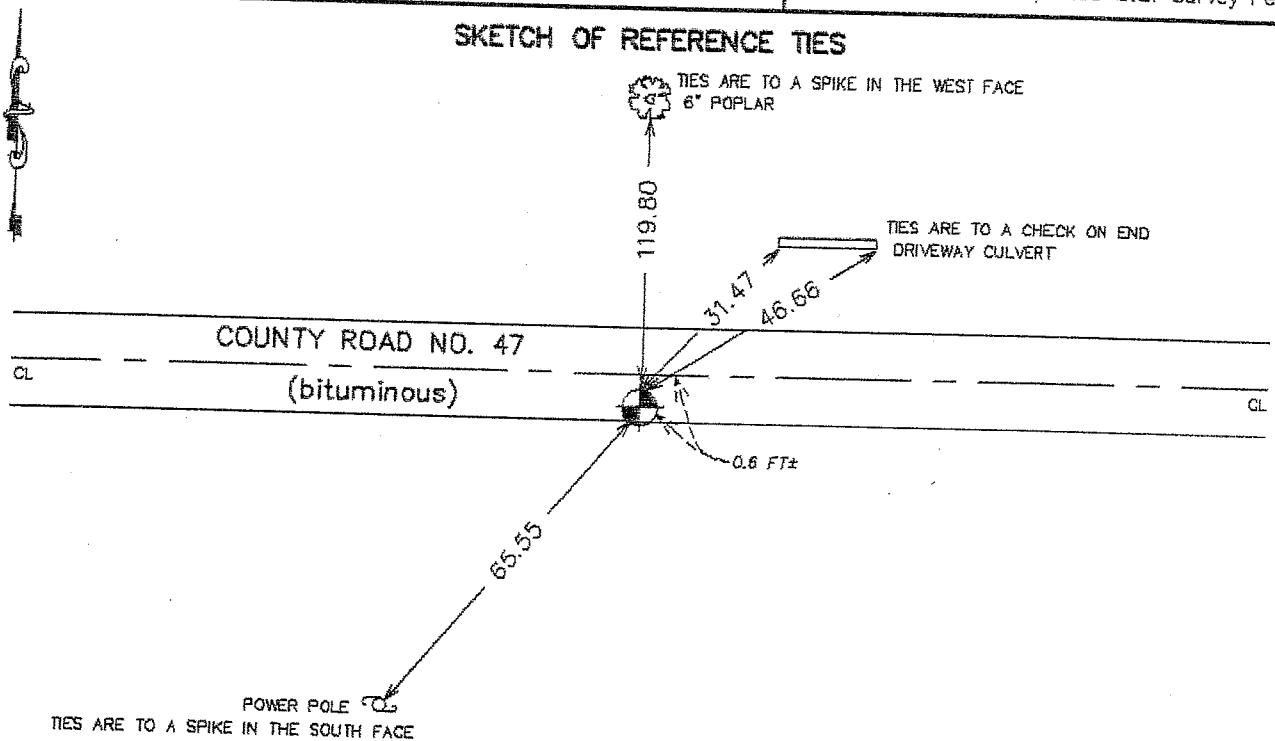 SKETCH OF REFERENCE TIES
TIES ARE TO A SPIKE IN THE WEST FACE
6" POPLAR
119.80
TIES ARE TO A CHECK ON END
DRIVEWAY CULVERT
31.47
46.66
COUNTY ROAD NO. 47
CL
(bituminous)
CL
0.6 FT±
65.55
POWER POLE
TIES ARE TO A SPIKE IN THE SOUTH FACE